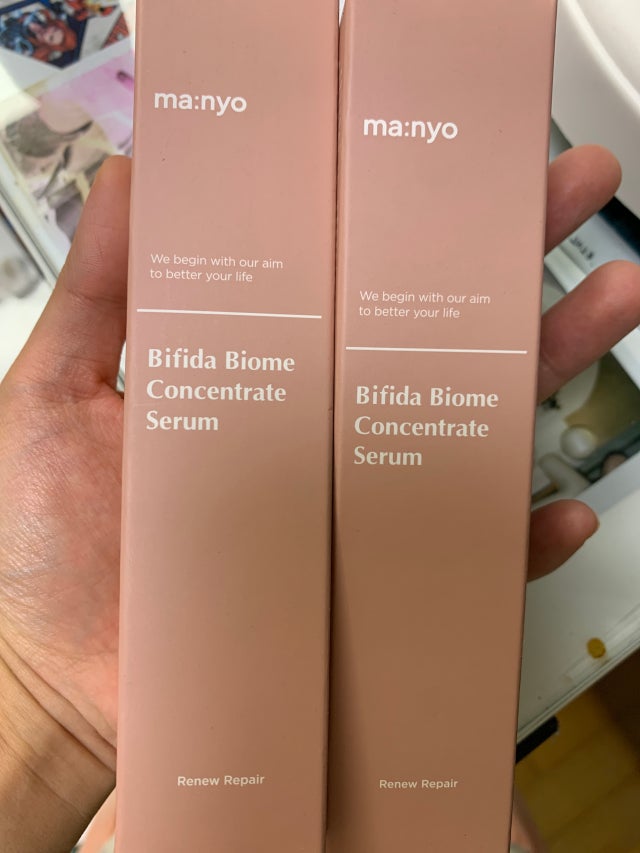 ma:nyo
We begin with our aim
to better your life
Bifida Biome
Concentrate
Serum
Renew Repair
ma:nyo
We begin with our aim
to better your life
Bifida Biome
Concentrate
Serum
Renew Repair